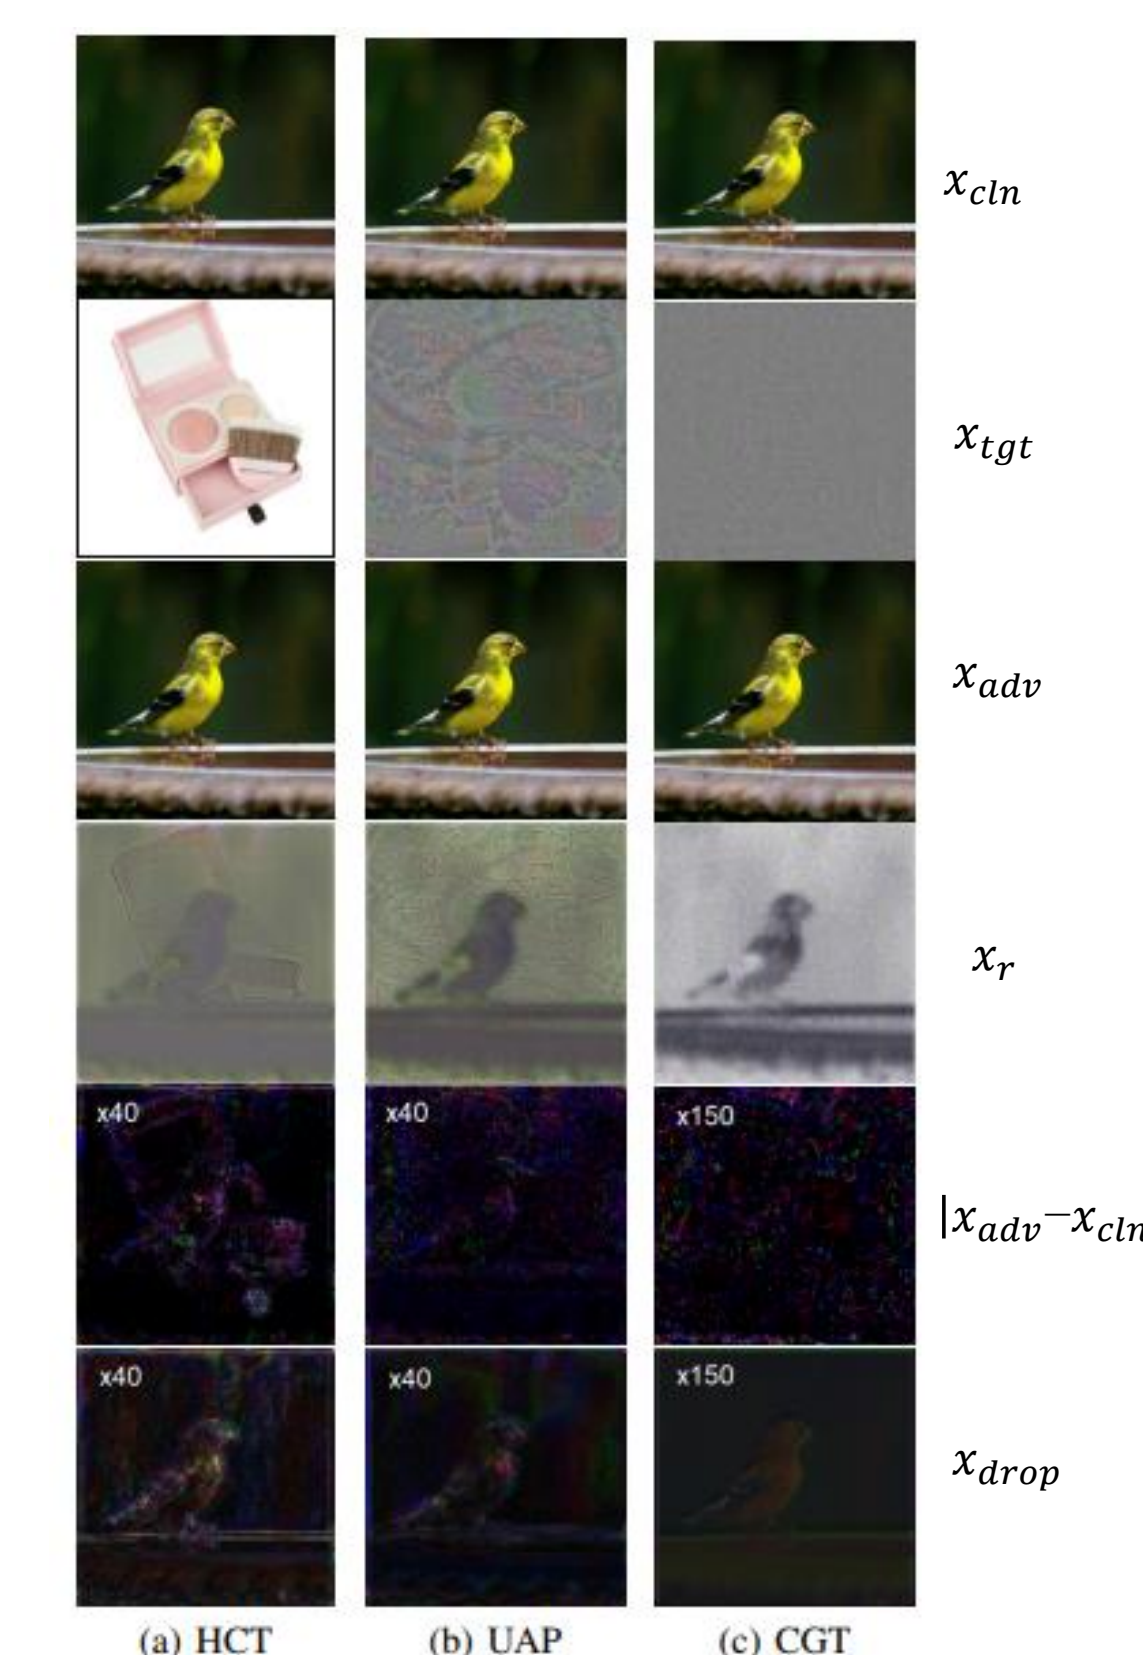 x_cln
x_tgt
x_adv
x_r
x40 x40 x150
|x_adv−x_cln
x40 x40 x150
x_drop
(a) HCT (b) UAP (c) CGT